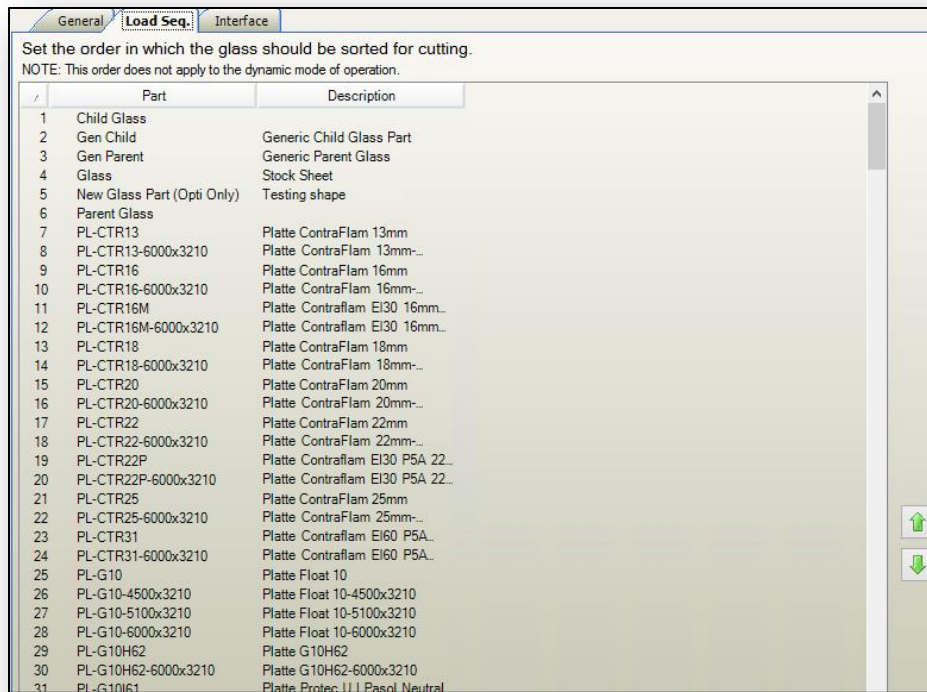 General Load Seq. Interface
Set the order in which the glass should be sorted for cutting.
NOTE: This order does not apply to the dynamic mode of operation.
Part Description
1 Child Glass
2 Gen Child Generic Child Glass Part
3 Gen Parent Generic Parent Glass
4 Glass Stock Sheet
5 New Glass Part (Opti Only) Testing shape
6 Parent Glass
7 PL-CTR13 Platte ContraFlam 13mm
8 PL-CTR13-6000x3210 Platte ContraFlam 13mm-...
9 PL-CTR16 Platte ContraFlam 16mm
10 PL-CTR16-6000x3210 Platte ContraFlam 16mm-...
11 PL-CTR16M Platte Contraflam EI30 16mm...
12 PL-CTR16M-6000x3210 Platte Contraflam EI30 16mm...
13 PL-CTR18 Platte ContraFlam 18mm
14 PL-CTR18-6000x3210 Platte ContraFlam 18mm-...
15 PL-CTR20 Platte ContraFlam 20mm
16 PL-CTR20-6000x3210 Platte ContraFlam 20mm-...
17 PL-CTR22 Platte ContraFlam 22mm
18 PL-CTR22-6000x3210 Platte ContraFlam 22mm-...
19 PL-CTR22P Platte Contraflam EI30 P5A 22...
20 PL-CTR22P-6000x3210 Platte Contraflam EI30 P5A 22...
21 PL-CTR25 Platte ContraFlam 25mm
22 PL-CTR25-6000x3210 Platte ContraFlam 25mm-...
23 PL-CTR31 Platte Contraflam EI60 P5A...
24 PL-CTR31-6000x3210 Platte Contraflam EI60 P5A...
25 PL-G10 Platte Float 10
26 PL-G10-4500x3210 Platte Float 10-4500x3210
27 PL-G10-5100x3210 Platte Float 10-5100x3210
28 PL-G10-6000x3210 Platte Float 10-6000x3210
29 PL-G10H62 Platte G10H62
30 PL-G10H62-6000x3210 Platte G10H62-6000x3210
31 PL-G10I61 Platte Protec U I Pasol Neutral